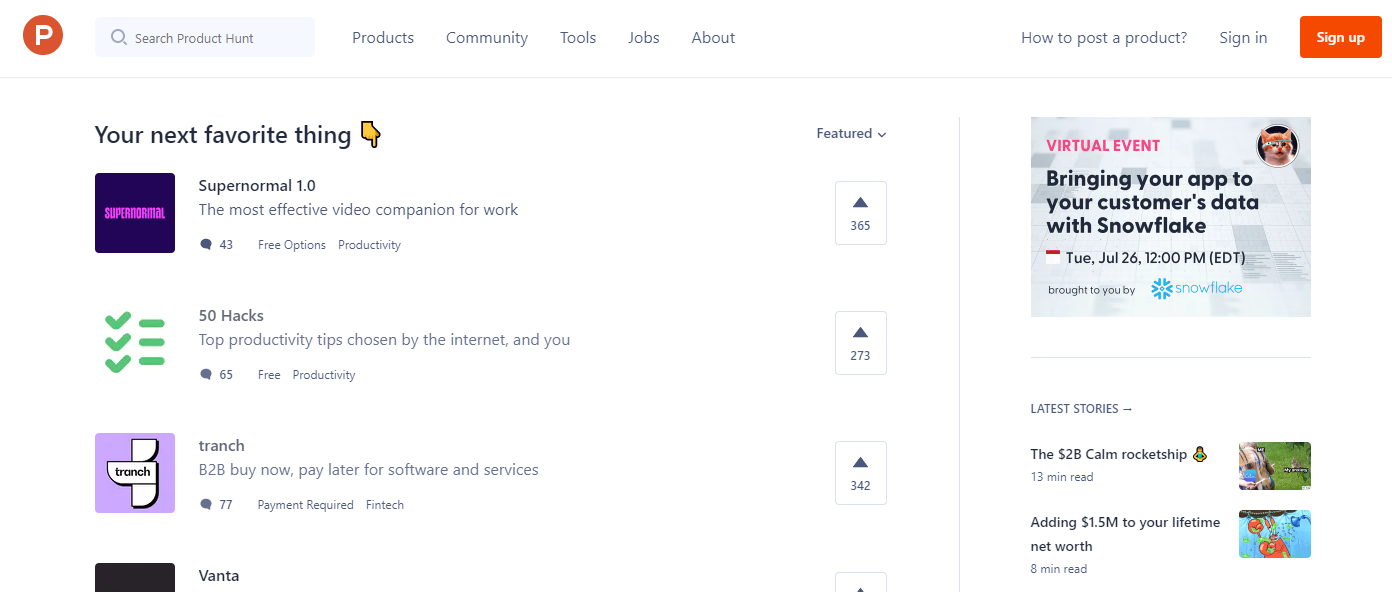 P
Search Product Hunt
Products
Community
Tools
Jobs
About
How to post a product?
Sign in
Sign up
Your next favorite thing 👇
Featured
SUPERNORMAL
Supernormal 1.0
The most effective video companion for work
43 Free Options Productivity
365
50 Hacks
Top productivity tips chosen by the internet, and you
65 Free Productivity
273
tranch
tranch
B2B buy now, pay later for software and services
77 Payment Required Fintech
342
Vanta
VIRTUAL EVENT
Bringing your app to
your customer's data
with Snowflake
Tue, Jul 26, 12:00 PM (EDT)
brought to you by snowflake
LATEST STORIES →
The $2B Calm rocketship
13 min read
Me
My anxiety
Adding $1.5M to your lifetime
net worth
8 min read